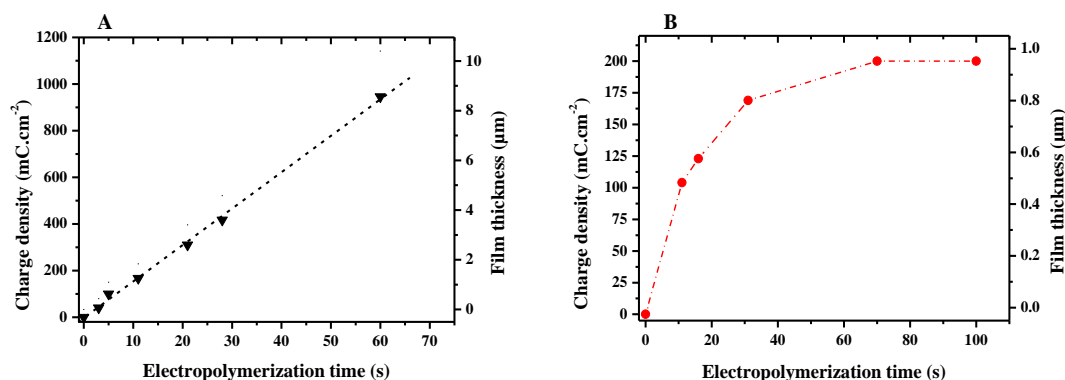 A
Charge density (mC.cm-2)
1200
1000
800
600
400
200
0
0 10 20 30 40 50 60 70
Electropolymerization time (s)
10
8
6
4
2
0
Film thickness (µm)
B
Charge density (mC.cm-2)
200
175
150
125
100
75
50
25
0
0 20 40 60 80 100
Electropolymerization time (s)
1.0
0.8
0.6
0.4
0.2
0.0
Film thickness (µm)